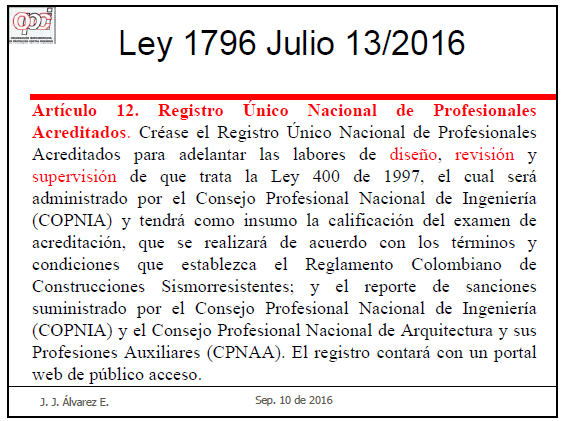 opci
Ley 1796 Julio 13/2016
Artículo 12. Registro Único Nacional de Profesionales
Acreditados. Créase el Registro Único Nacional de Profesionales
Acreditados para adelantar las labores de diseño, revisión y
supervisión de que trata la Ley 400 de 1997, el cual será
administrado por el Consejo Profesional Nacional de Ingeniería
(COPNIA) y tendrá como insumo la calificación del examen de
acreditación, que se realizará de acuerdo con los términos y
condiciones que establezca el Reglamento Colombiano de
Construcciones Sismorresistentes; y el reporte de sanciones
suministrado por el Consejo Profesional Nacional de Ingeniería
(COPNIA) y el Consejo Profesional Nacional de Arquitectura y sus
Profesiones Auxiliares (CPNAA). El registro contará con un portal
web de público acceso.
J. J. Álvarez E.
Sep. 10 de 2016